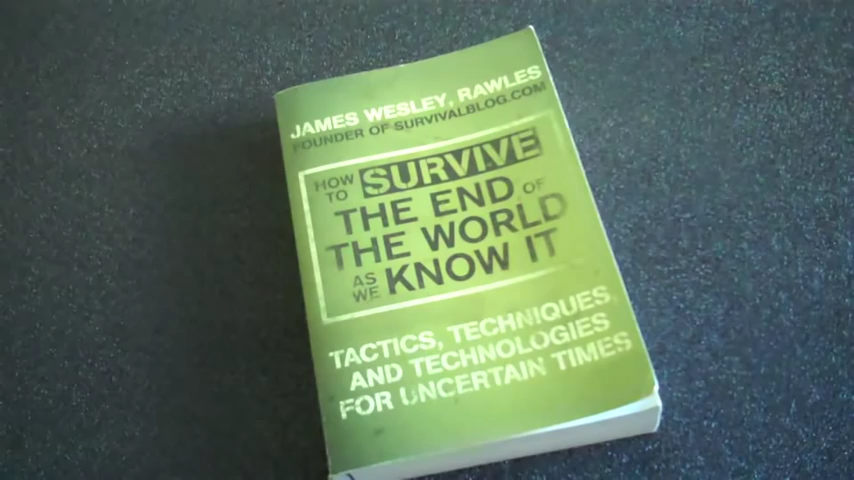 JAMES WESLEY, RAWLES
FOUNDER OF SURVIVALBLOG.COM
HOW TO SURVIVE
THE END OF
THE WORLD
AS WE KNOW IT
TACTICS, TECHNIQUES,
AND TECHNOLOGIES
FOR UNCERTAIN TIMES